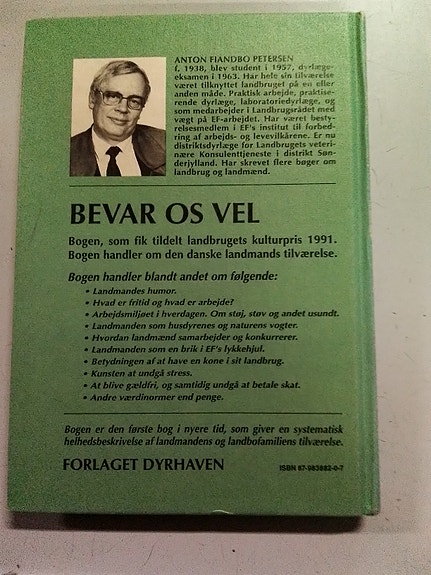 ANTON FIANDBO PETERSEN
f. 1938, blev student i 1957, dyrlæge-
eksamen i 1963. Har hele sin tilværelse
været tilknyttet landbruget på en eller
anden måde. Praktisk arbejde, praktise-
rende dyrlæge, laboratoriedyrlæge, og
som medarbejder i Landbrugsrådet med
vægt på EF-arbejdet. Har været besty-
relsesmedlem i EF's institut til forbed-
ring af arbejds- og levevilkårene. Er nu
distriktsdyrlæge for Landbrugets veteri-
nære Konsulenttjeneste i distrikt Søn-
derjylland. Har skrevet flere bøger om
landbrug og landmænd.
BEVAR OS VEL
Bogen, som fik tildelt landbrugets kulturpris 1991.
Bogen handler om den danske landmands tilværelse.
Bogen handler blandt andet om følgende:
• Landmandes humor.
• Hvad er fritid og hvad er arbejde?
• Arbejdsmiljøet i hverdagen. Om støj, støv og andet usundt.
• Landmanden som husdyrenes og naturens vogter.
• Hvordan landmænd samarbejder og konkurrerer.
• Landmanden som en brik i EF's lykkehjul.
• Betydningen af at have en kone i sit landbrug.
• Kunsten at undgå stress.
• At blive gældfri, og samtidig undgå at betale skat.
• Andre værdinormer end penge.
Bogen er den første bog i nyere tid, som giver en systematisk
helhedsbeskrivelse af landmandens og landbofamiliens tilværelse.
FORLAGET DYRHAVEN
ISBN 87-983882-0-7